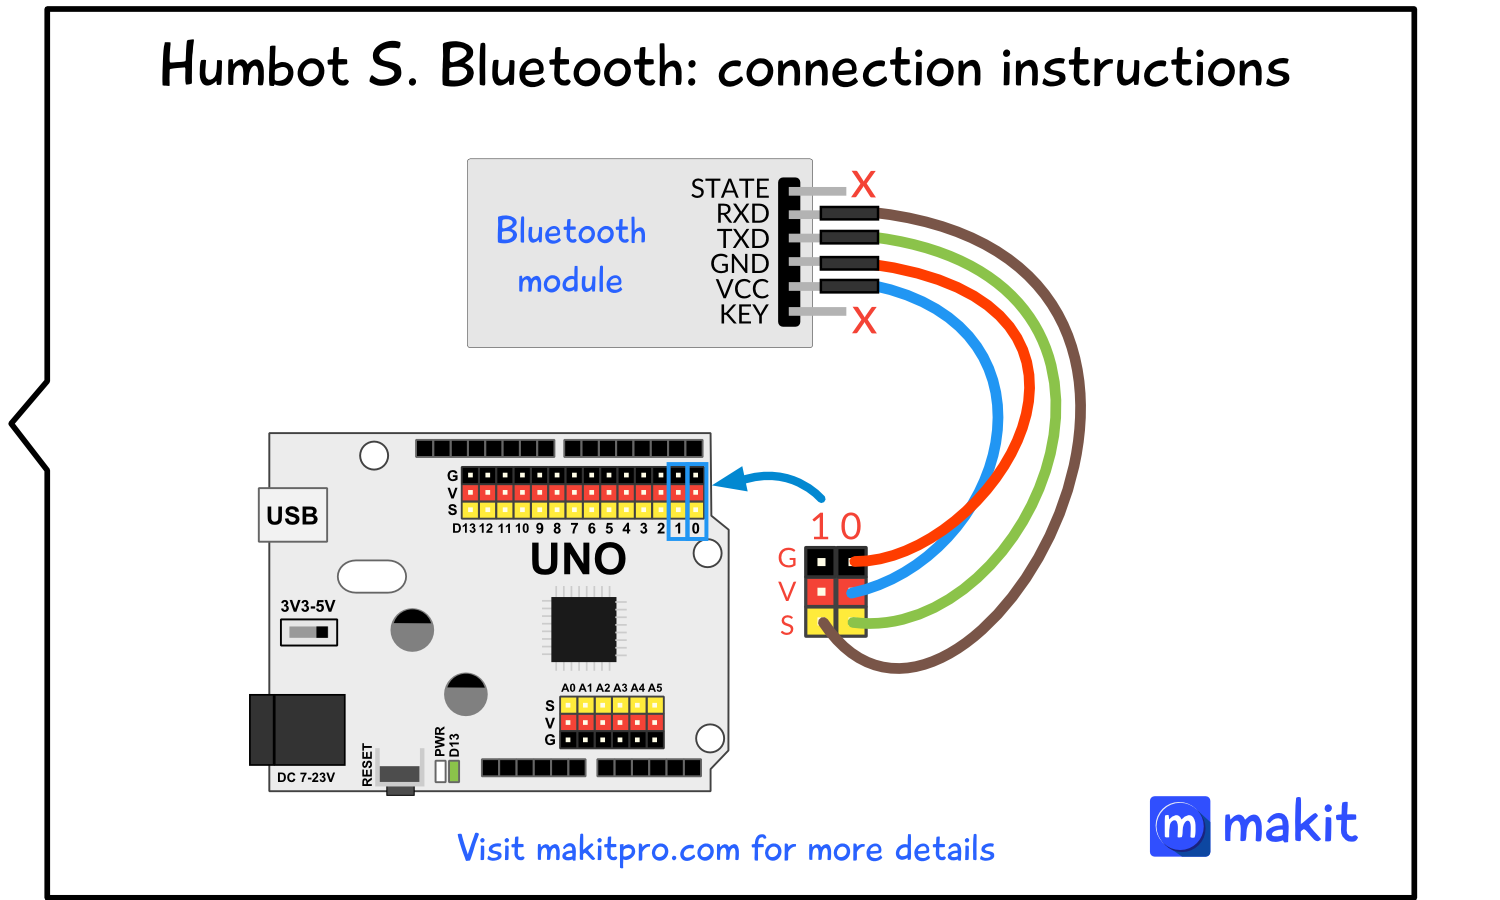 Humbot S. Bluetooth: connection instructions
STATE X
RXD
TXD
GND
VCC
KEY X
Bluetooth
module
G
V
S
D13 12 11 10 9 8 7 6 5 4 3 2 1 0
USB
UNO
1 0
G
V
S
3V3-5V
A0 A1 A2 A3 A4 A5
S
V
G
DC 7-23V
RESET
PWR
D13
Visit makitpro.com for more details
m makit